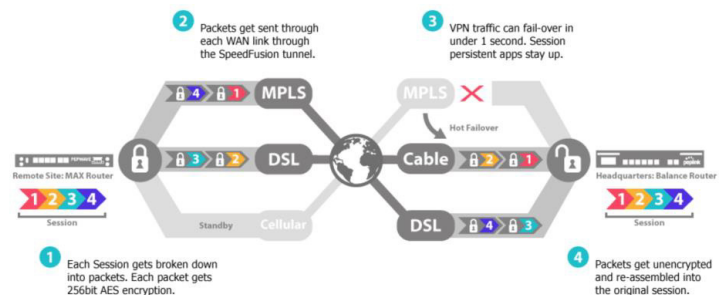 2
Packets get sent through
each WAN link through
the SpeedFusion tunnel.
3
VPN traffic can fail-over in
under 1 second. Session
persistent apps stay up.
4 1 MPLS
MPLS
Hot Failover
3 2 DSL
Cable 2 1
Remote Site: MAX Router
Headquarters: Balance Router
1 2 3 4
Session
1 2 3 4
Session
Standby Cellular
DSL 4 3
1
Each Session gets broken down
into packets. Each packet gets
256bit AES encryption.
4
Packets get unencrypted
and re-assembled into
the original session.